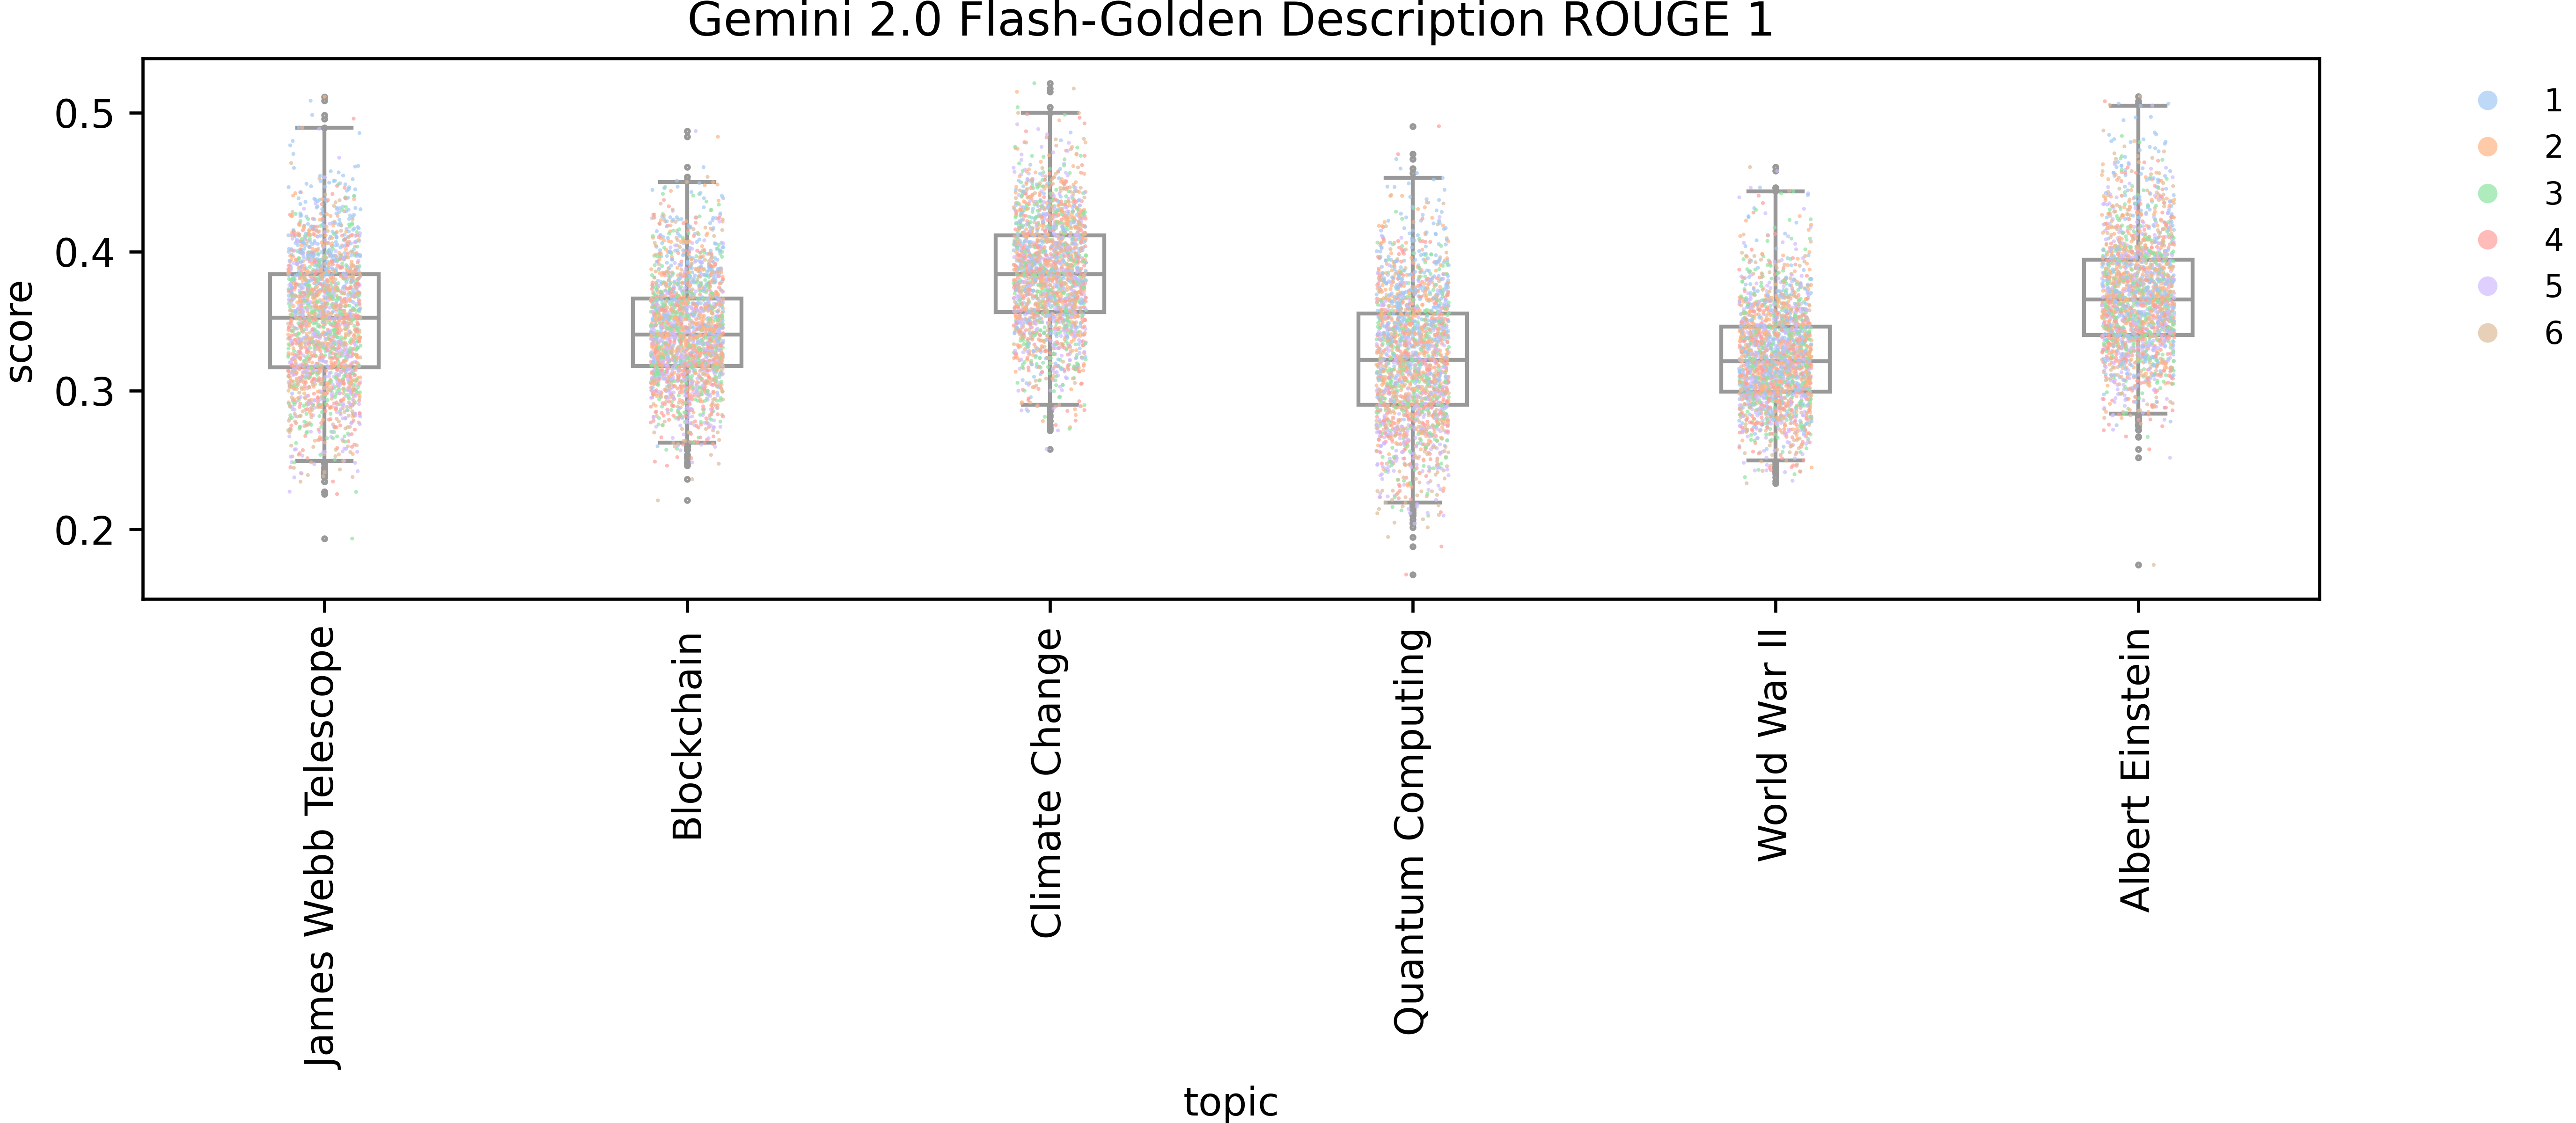 Gemini 2.0 Flash-Golden Description ROUGE 1
score
0.5
0.4
0.3
0.2
1
2
3
4
5
6
James Webb Telescope
Blockchain
Climate Change
Quantum Computing
World War II
Albert Einstein
topic